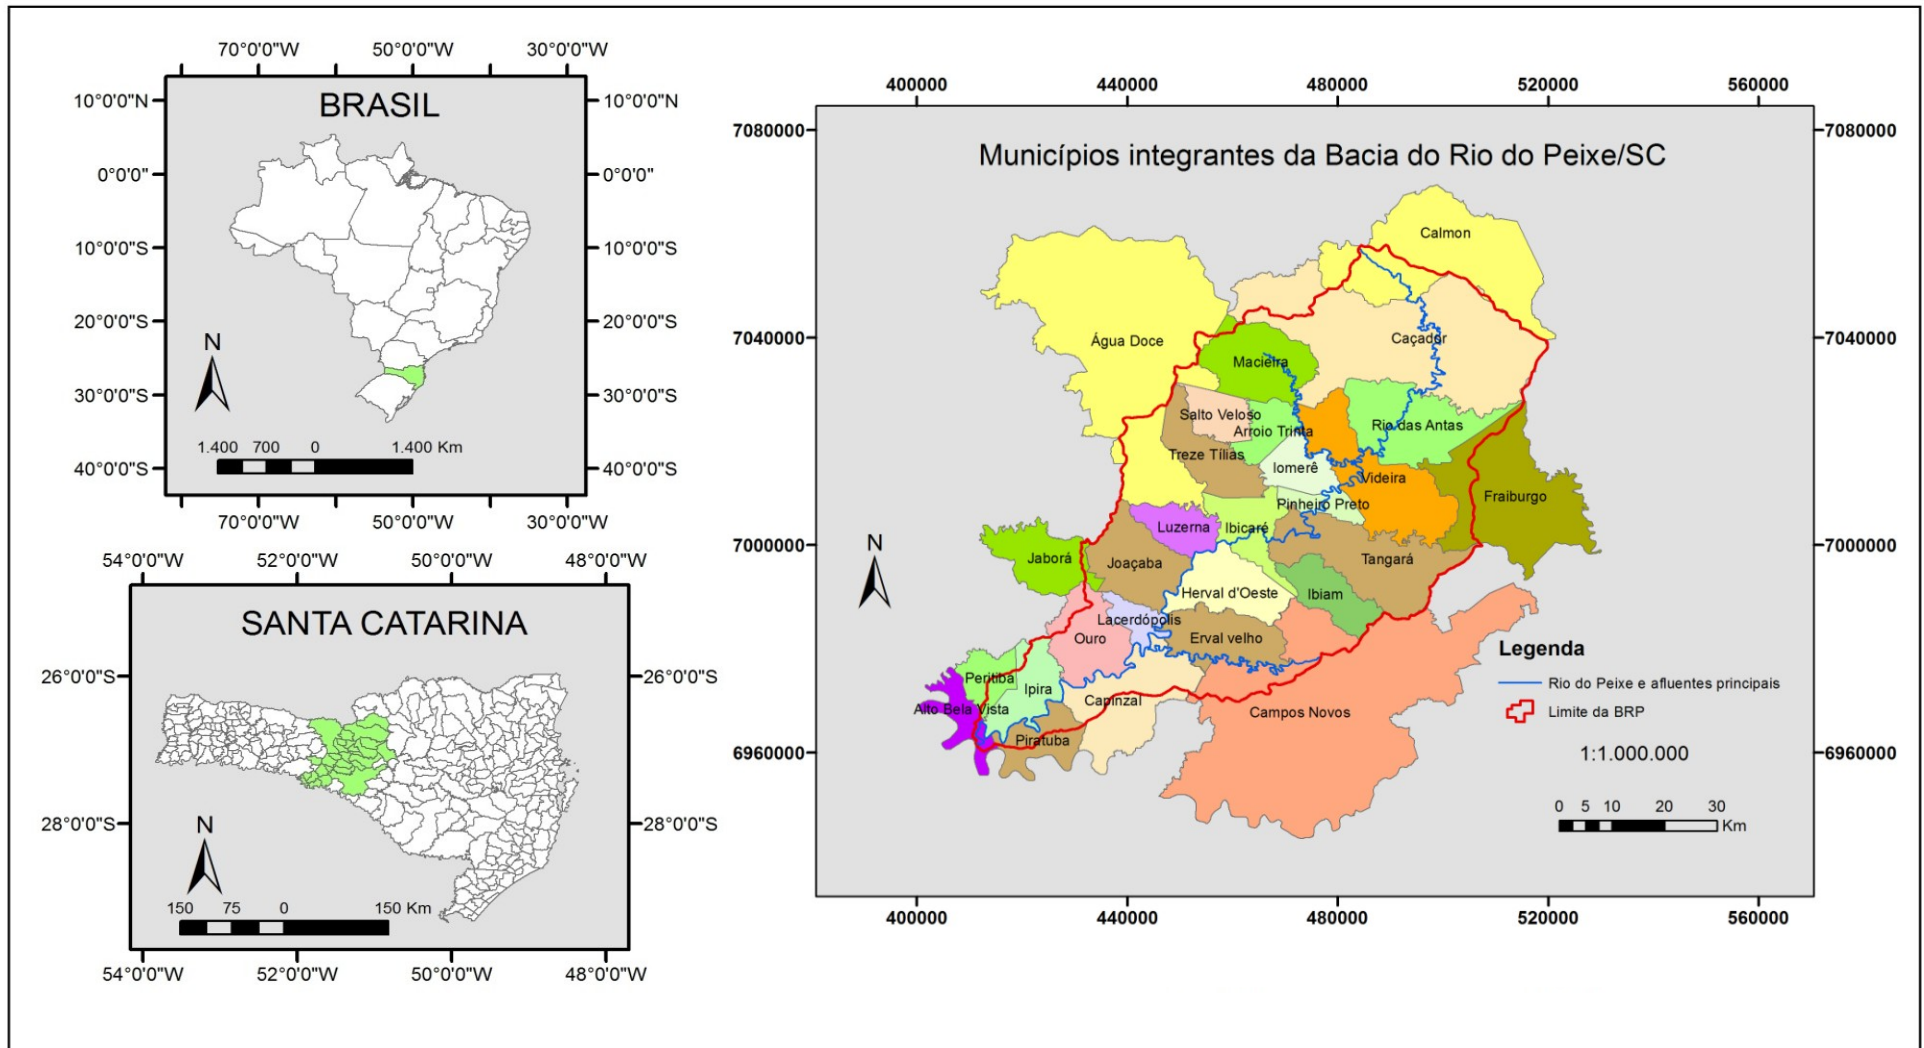 70°0'0"W 50°0'0"W 30°0'0"W
10°0'0"N 10°0'0"N
BRASIL
0°0'0" 0°0'0"
10°0'0"S 10°0'0"S
20°0'0"S 20°0'0"S
30°0'0"S 30°0'0"S
40°0'0"S 40°0'0"S
N
1.400 700 0 1.400 Km
70°0'0"W 50°0'0"W 30°0'0"W
54°0'0"W 52°0'0"W 50°0'0"W 48°0'0"W
SANTA CATARINA
26°0'0"S 26°0'0"S
28°0'0"S 28°0'0"S
N
150 75 0 150 Km
54°0'0"W 52°0'0"W 50°0'0"W 48°0'0"W
400000 440000 480000 520000 560000
7080000 7080000
Municípios integrantes da Bacia do Rio do Peixe/SC
Calmon
7040000 7040000
Água Doce
Caçador
Macieira
Salto Veloso
Rio das Antas
Arroio Trinta
Treze Tílias
Iomerê
Videira
Fraiburgo
Pinheiro Preto
Luzerna
Ibicaré
7000000 7000000
N
Jaborá
Joaçaba
Tangará
Herval d'Oeste
Ibiam
Lacerdópolis
Ouro
Erval velho
Peritiba
Ipira
Capinzal
Alto Bela Vista
Campos Novos
Piratuba
6960000 6960000
Legenda
Rio do Peixe e afluentes principais
Limite da BRP
1:1.000.000
0 5 10 20 30
Km
400000 440000 480000 520000 560000